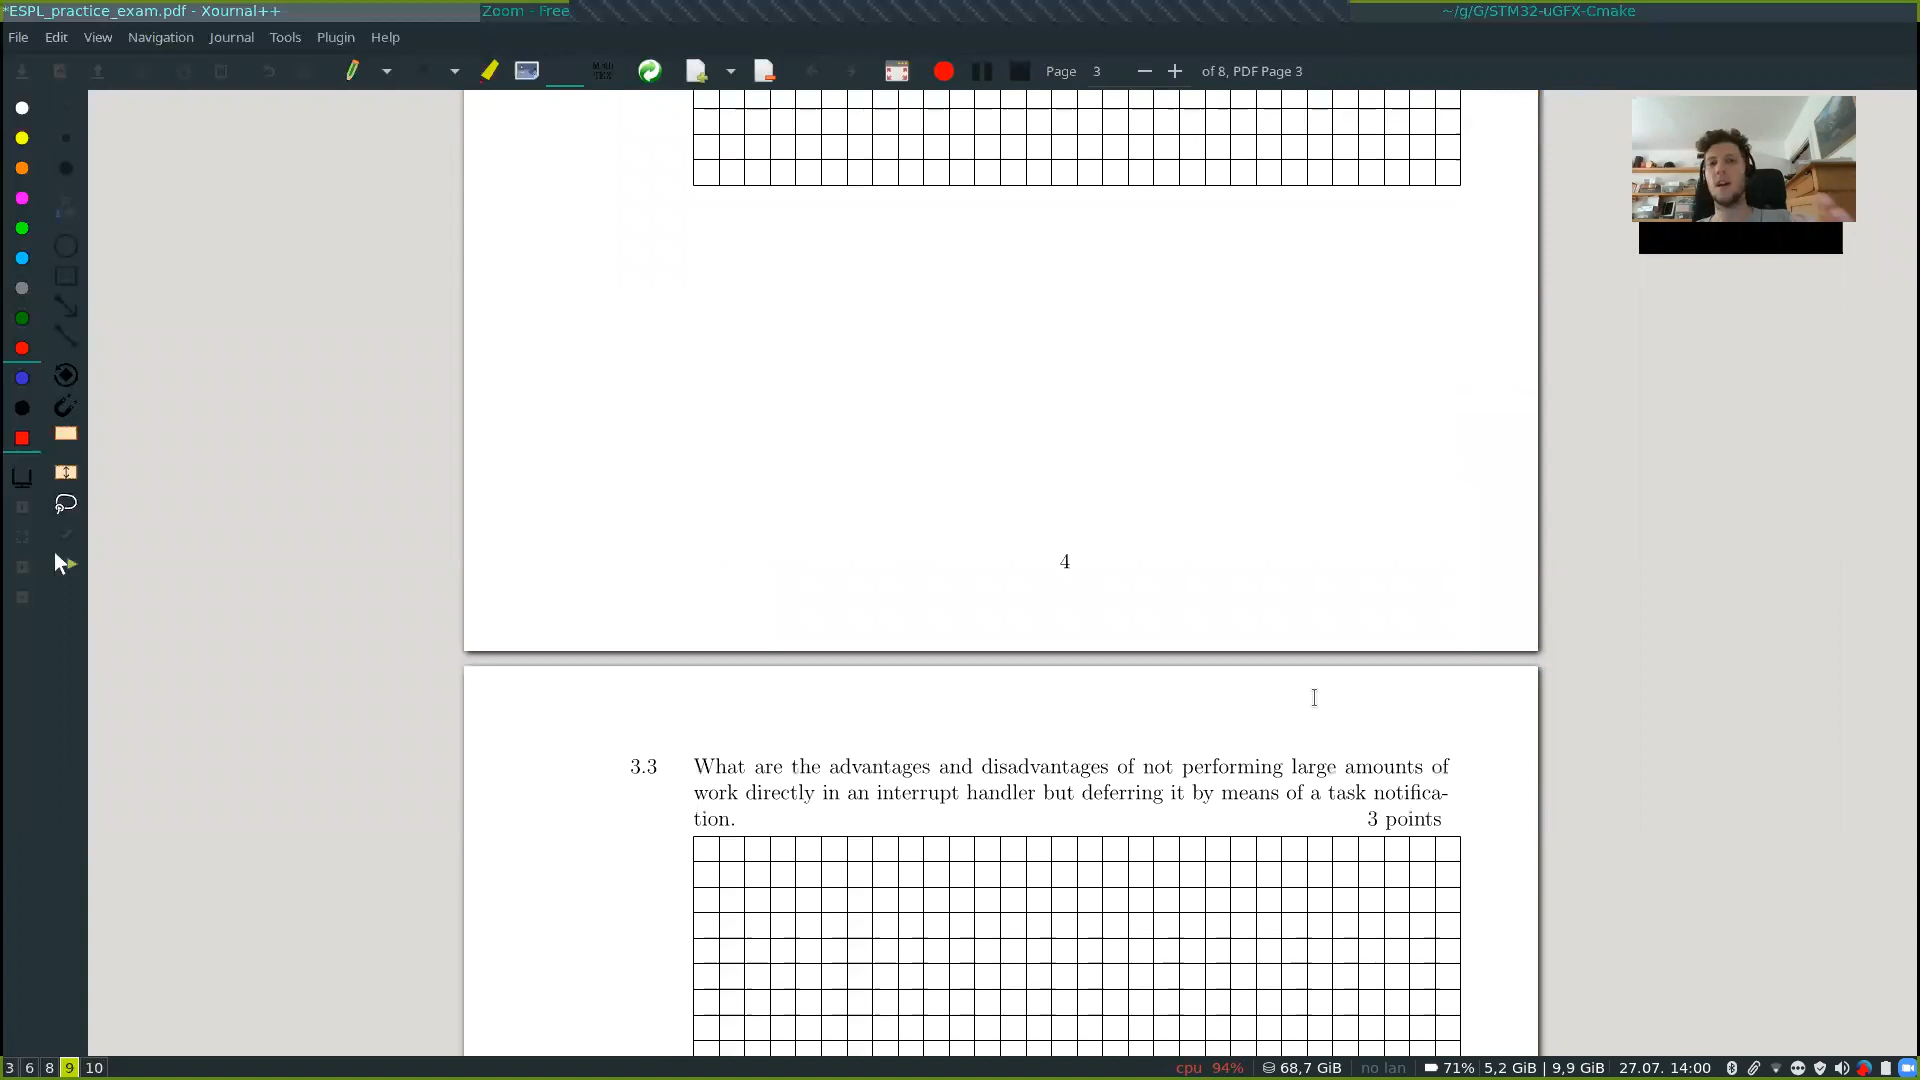 *ESPL_practice_exam.pdf - Xournal++
Zoom - Free
~/g/G/STM32-uGFX-Cmake
File Edit View Navigation Journal Tools Plugin Help
Page 3 of 8, PDF Page 3
4
3.3 What are the advantages and disadvantages of not performing large amounts of
work directly in an interrupt handler but deferring it by means of a task notifica-
tion. 3 points
3 6 8 9 10
cpu 94% 68,7 GiB no lan 71% 5,2 GiB | 9,9 GiB 27.07. 14:00